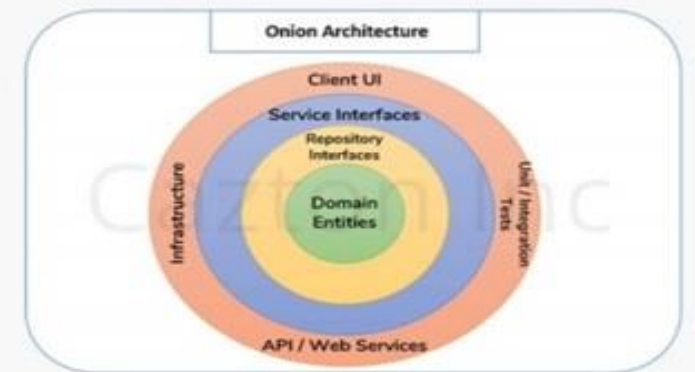 Onion Architecture
Client UI
Service Interfaces
Repository
Interfaces
Domain
Entities
Infrastructure
Unit / Integration
Tests
API / Web Services
Cazton Inc